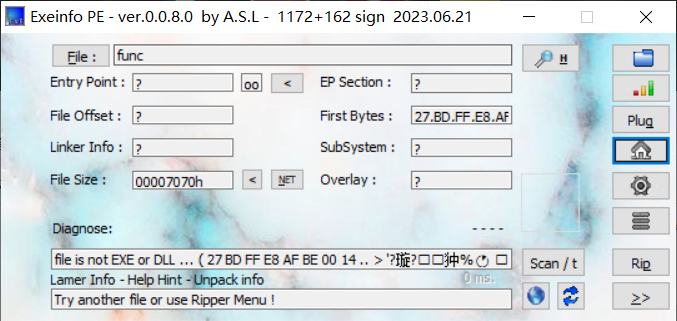 Exeinfo PE - ver.0.0.8.0 by A.S.L - 1172+162 sign 2023.06.21
File : func H
Entry Point : ? oo < EP Section : ?
File Offset : ? First Bytes : 27.BD.FF.E8.AF Plug
Linker Info : ? SubSystem : ?
File Size : 00007070h < NET Overlay : ?
Diagnose: - - - -
file is not EXE or DLL ... ( 27 BD FF E8 AF BE 00 14 .. > '?璇?□□狆% □ Scan / t Rip
Lamer Info - Help Hint - Unpack info 0 ms.
Try another file or use Ripper Menu ! >>